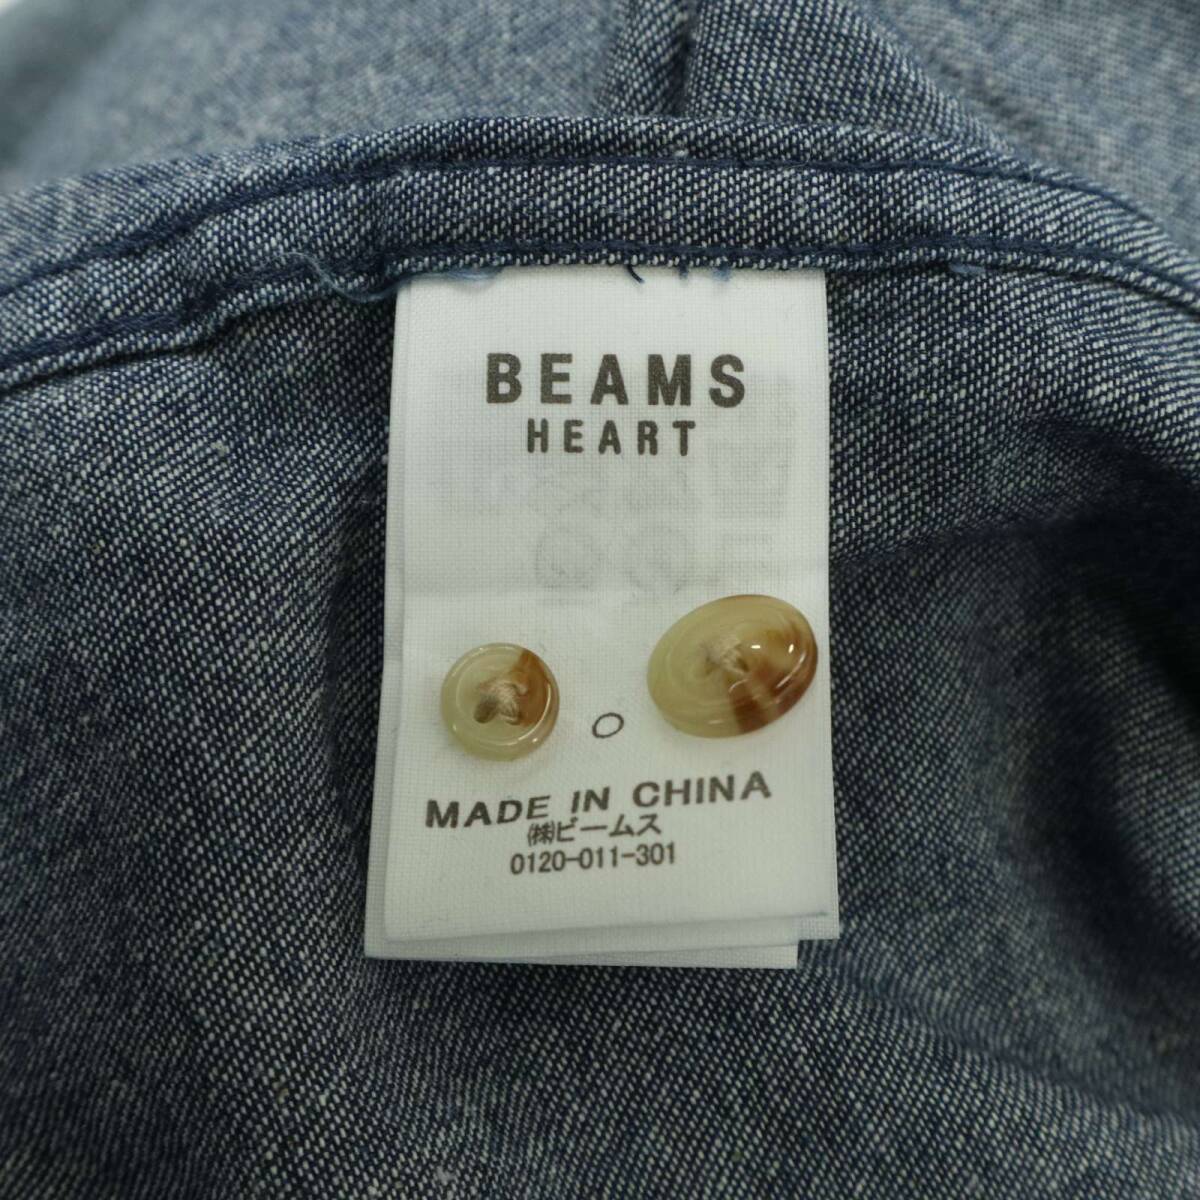 BEAMS
HEART
MADE IN CHINA
㈱ビームス
0120-011-301